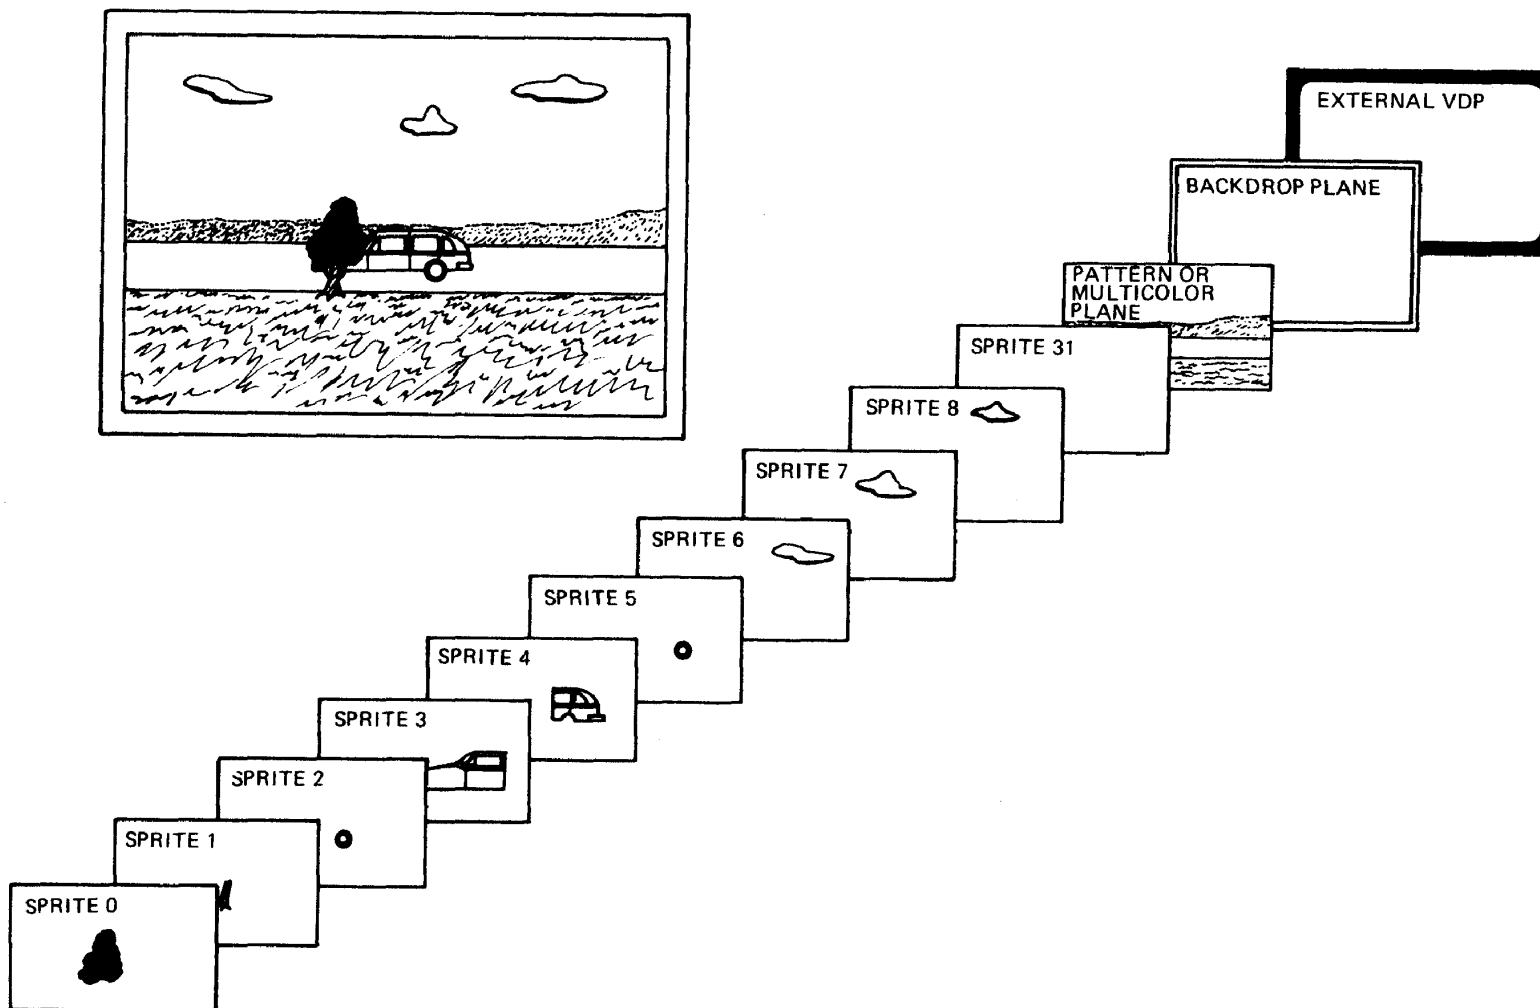 EXTERNAL VDP
BACKDROP PLANE
PATTERN OR
MULTICOLOR
PLANE
SPRITE 31
SPRITE 8
SPRITE 7
SPRITE 6
SPRITE 5
SPRITE 4
SPRITE 3
SPRITE 2
SPRITE 1
SPRITE 0